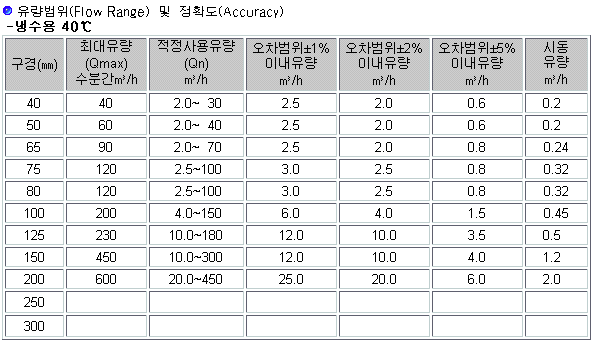 유량범위(Flow Range) 및 정확도(Accuracy)
-냉수용 40℃
구경(㎜) 최대유량 (Qmax) 수분간㎥/h 적정사용유량 (Qn) ㎥/h 오차범위±1% 이내유량 ㎥/h 오차범위±2% 이내유량 ㎥/h 오차범위±5% 이내유량 ㎥/h 시동 유량 ㎥/h
40 40 2.0~ 30 2.5 2.0 0.6 0.2
50 60 2.0~ 40 2.5 2.0 0.6 0.2
65 90 2.0~ 70 2.5 2.0 0.8 0.24
75 120 2.5~100 3.0 2.5 0.8 0.32
80 120 2.5~100 3.0 2.5 0.8 0.32
100 200 4.0~150 6.0 4.0 1.5 0.45
125 230 10.0~180 12.0 10.0 3.5 0.5
150 450 10.0~300 12.0 10.0 4.0 1.2
200 600 20.0~450 25.0 20.0 6.0 2.0
250
300